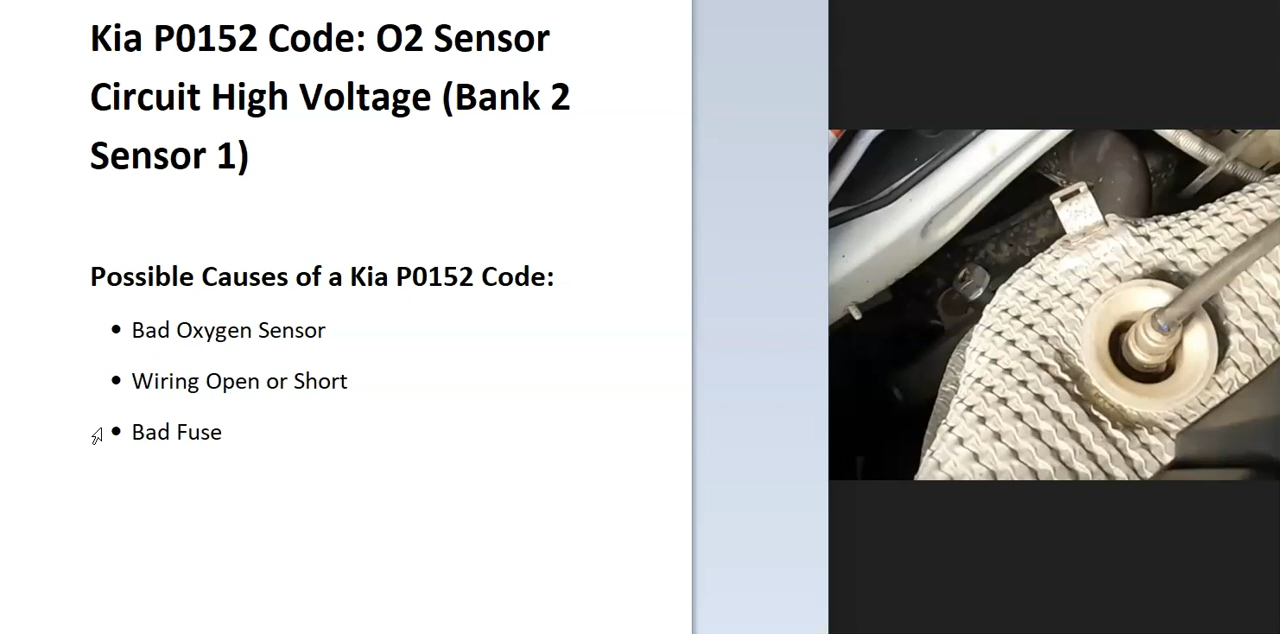 Kia P0152 Code: O2 Sensor
Circuit High Voltage (Bank 2
Sensor 1)
Possible Causes of a Kia P0152 Code:
• Bad Oxygen Sensor
• Wiring Open or Short
• Bad Fuse